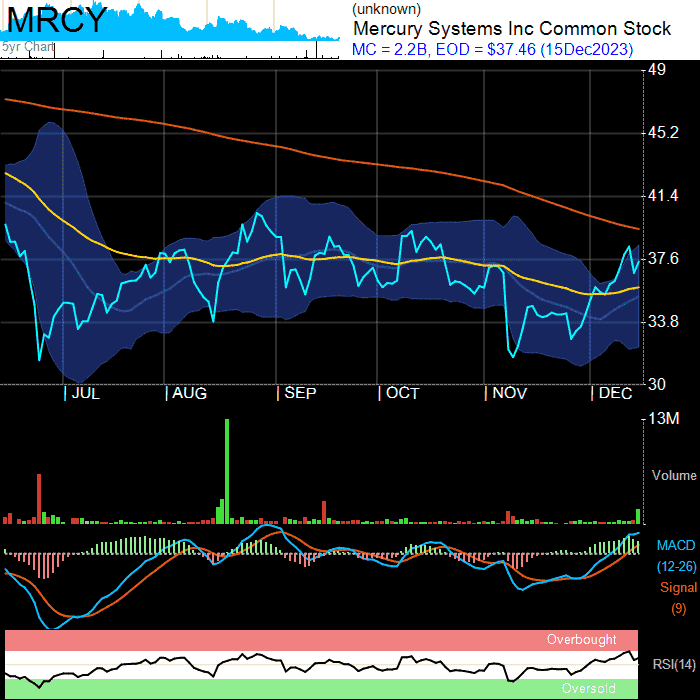 MRCY
5yr Chart
(unknown)
Mercury Systems Inc Common Stock
MC = 2.2B, EOD = $37.46 (15Dec2023)
49
45.2
41.4
37.6
33.8
30
JUL AUG SEP OCT NOV DEC
13M
Volume
MACD
(12-26)
Signal
(9)
Overbought
RSI(14)
Oversold